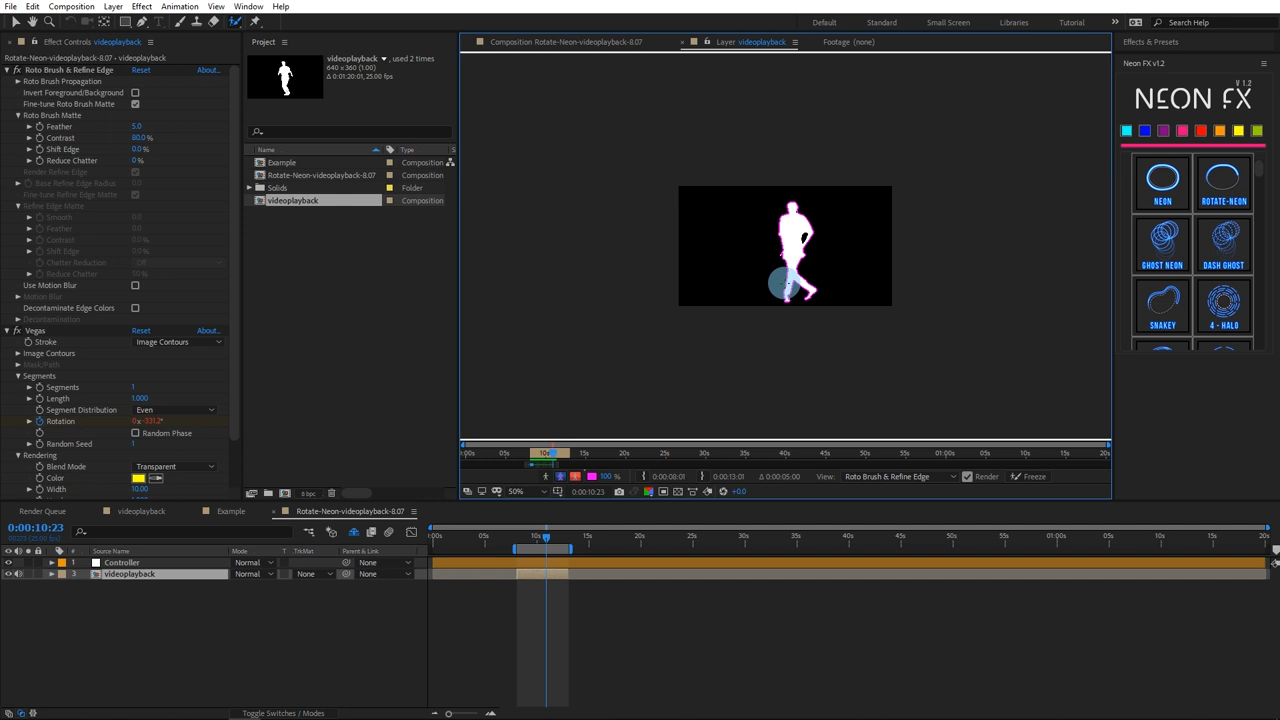 File Edit Composition Layer Effect Animation View Window Help
Default Standard Small Screen Libraries Tutorial Search Help
Effect Controls videoplayback
Project
Composition Rotate-Neon-videoplayback-8.07
Layer videoplayback
Footage (none)
Effects & Presets
Rotate-Neon-videoplayback-8.07 - videoplayback
Roto Brush & Refine Edge Reset About...
Roto Brush Propagation
Invert Foreground/Background
Fine-tune Roto Brush Matte
Roto Brush Matte
Feather 5.0
Contrast 80.0 %
Shift Edge 0.0 %
Reduce Chatter 0 %
Render Refine Edge
Base Refine Edge Radius 0.0
Fine-tune Refine Edge Matte
Refine Edge Matte
Smooth 0.0
Feather 0.0
Contrast 0.0 %
Shift Edge 0.0 %
Chatter Reduction Off
Reduce Chatter 50 %
Use Motion Blur
Motion Blur
Decontaminate Edge Colors
Decontamination
Vegas Reset About...
Stroke Image Contours
Image Contours
Mask/Path
Segments
Segments 1
Length 1.000
Segment Distribution Even
Rotation 0x-331.2°
Random Phase
Random Seed 1
Rendering
Blend Mode Transparent
Color
Width 10.00
videoplayback , used 2 times
640 x 360 (1.00)
Δ 0:01:20:01, 25.00 fps
Name Type
Example Composition
Rotate-Neon-videoplayback-8.07 Composition
Solids Folder
videoplayback Composition
8 bpc
:00s 05s 10s 15s 20s 25s 30s 35s 40s 45s 50s 55s 01:00s 05s 10s 15s 20s
100 %
0:00:08:01
0:00:13:01
Δ 0:00:05:00
View: Roto Brush & Refine Edge
Render
Freeze
50%
0:00:10:23
+0.0
Neon FX v1.2
V 1.2
NEON FX
NEON
ROTATE-NEON
GHOST NEON
DASH GHOST
SNAKEY
4 - HALO
Render Queue
videoplayback
Example
Rotate-Neon-videoplayback-8.07
0:00:10:23
00273 (25.00 fps)
# Source Name Mode T TrkMat Parent & Link
1 Controller Normal None
3 videoplayback Normal None None
:00s 05s 10s 15s 20s 25s 30s 35s 40s 45s 50s 55s 01:00s 05s 10s 15s 20s
Toggle Switches / Modes